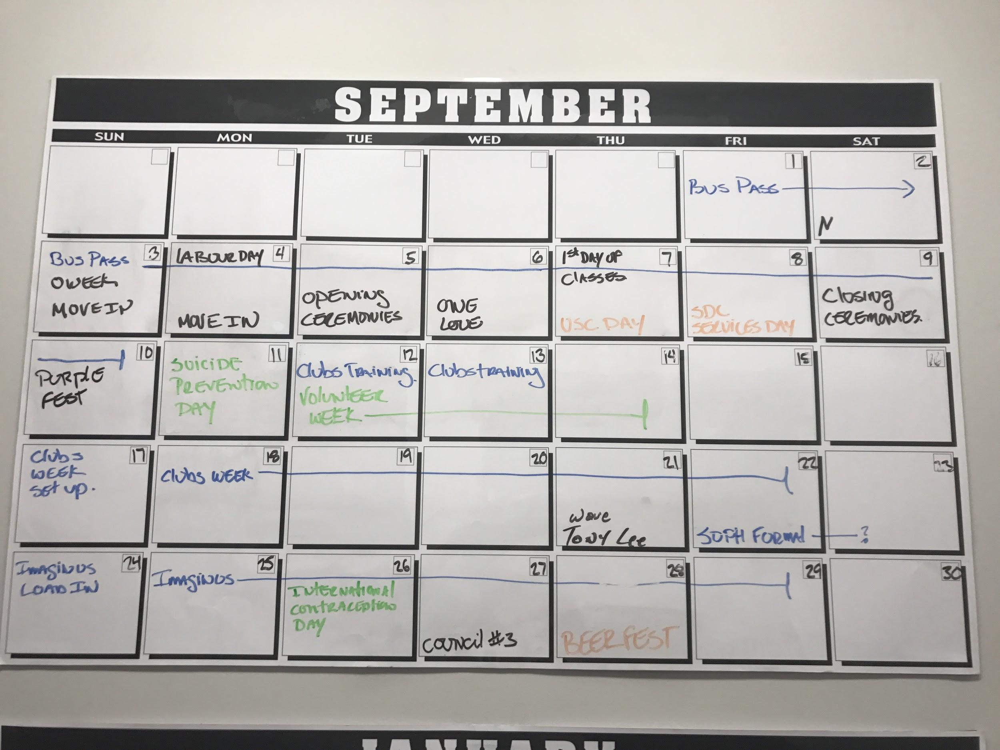 SEPTEMBER
SUN MON TUE WED THU FRI SAT
1 2
BUS PASS
N
3 4 5 6 7 8 9
BUS PASS
OWEEK
MOVE IN
LABOUR DAY
MOVE IN
OPENING
CEREMONIES
ONE
LOVE
1st DAY OF
CLASSES
USC DAY
SDC
SERVICES DAY
CLOSING
CEREMONIES.
10 11 12 13 14 15 16
PURPLE
FEST
SUICIDE
PREVENTION
DAY
Clubs TRAINING.
VOLUNTEER
WEEK
Clubs TRAINING
17 18 19 20 21 22 23
Clubs
WEEK
SET UP.
Clubs WEEK
Wave
TONY Lee
SOPH FORMAL ?
24 25 26 27 28 29 30
IMAGINUS
LOAD IN
IMAGINUS
INTERNATIONAL
CONTRACEPTION
DAY
COUNCIL #3
BEERFEST
JANUARY